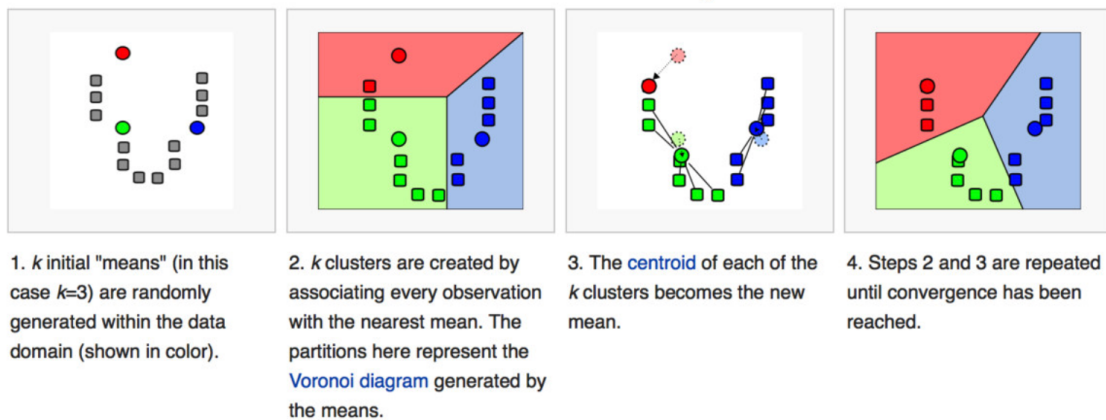 1. k initial "means" (in this
case k=3) are randomly
generated within the data
domain (shown in color).
2. k clusters are created by
associating every observation
with the nearest mean. The
partitions here represent the
Voronoi diagram generated by
the means.
3. The centroid of each of the
k clusters becomes the new
mean.
4. Steps 2 and 3 are repeated
until convergence has been
reached.